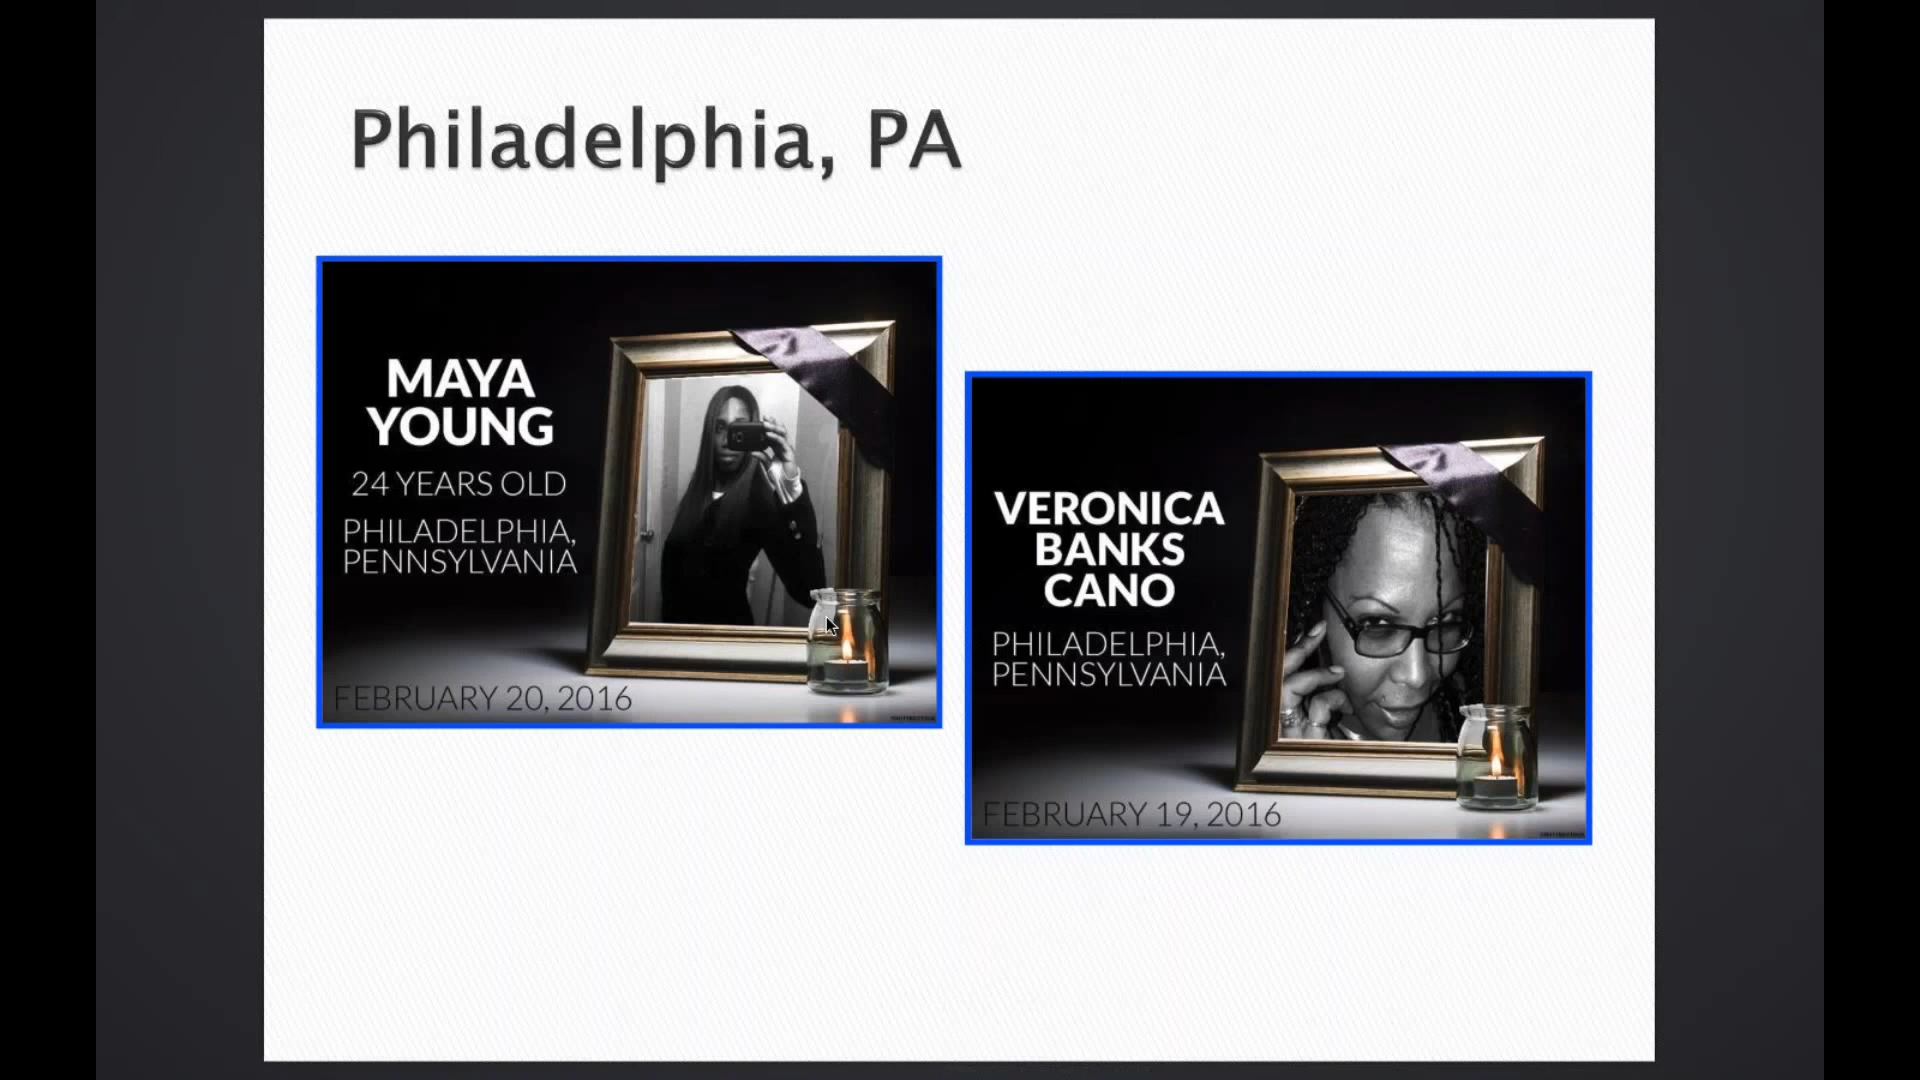 Philadelphia, PA
MAYA
YOUNG
24 YEARS OLD
PHILADELPHIA,
PENNSYLVANIA
FEBRUARY 20, 2016
VERONICA
BANKS
CANO
PHILADELPHIA,
PENNSYLVANIA
FEBRUARY 19, 2016